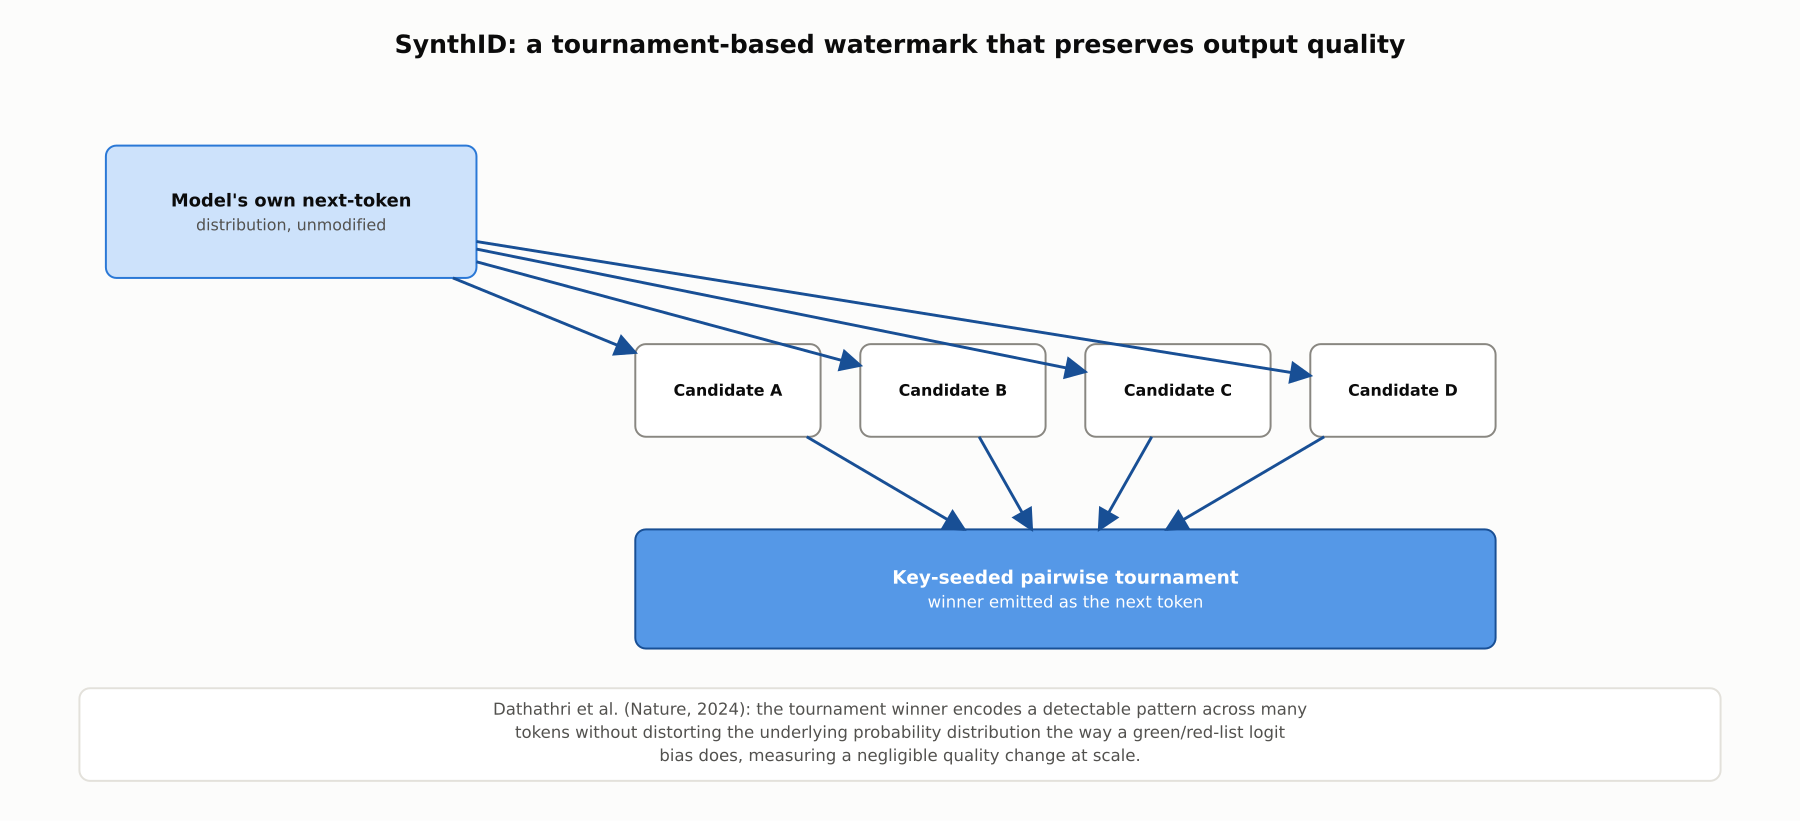 SynthID: a tournament-based watermark that preserves output quality
Model's own next-token
distribution, unmodified
Candidate A
Candidate B
Candidate C
Candidate D
Key-seeded pairwise tournament
winner emitted as the next token
Dathathri et al. (Nature, 2024): the tournament winner encodes a detectable pattern across many
tokens without distorting the underlying probability distribution the way a green/red-list logit
bias does, measuring a negligible quality change at scale.